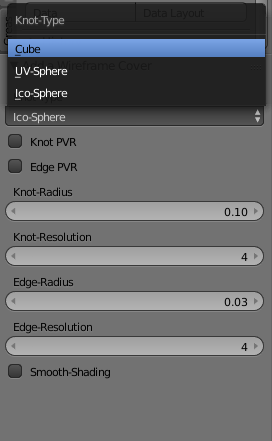 Data Data Layout
Knot-Type
Cube
UV-Sphere
Ico-Sphere
Ico-Sphere
Knot PVR
Edge PVR
Knot-Radius
0.10
Knot-Resolution
4
Edge-Radius
0.03
Edge-Resolution
4
Smooth-Shading